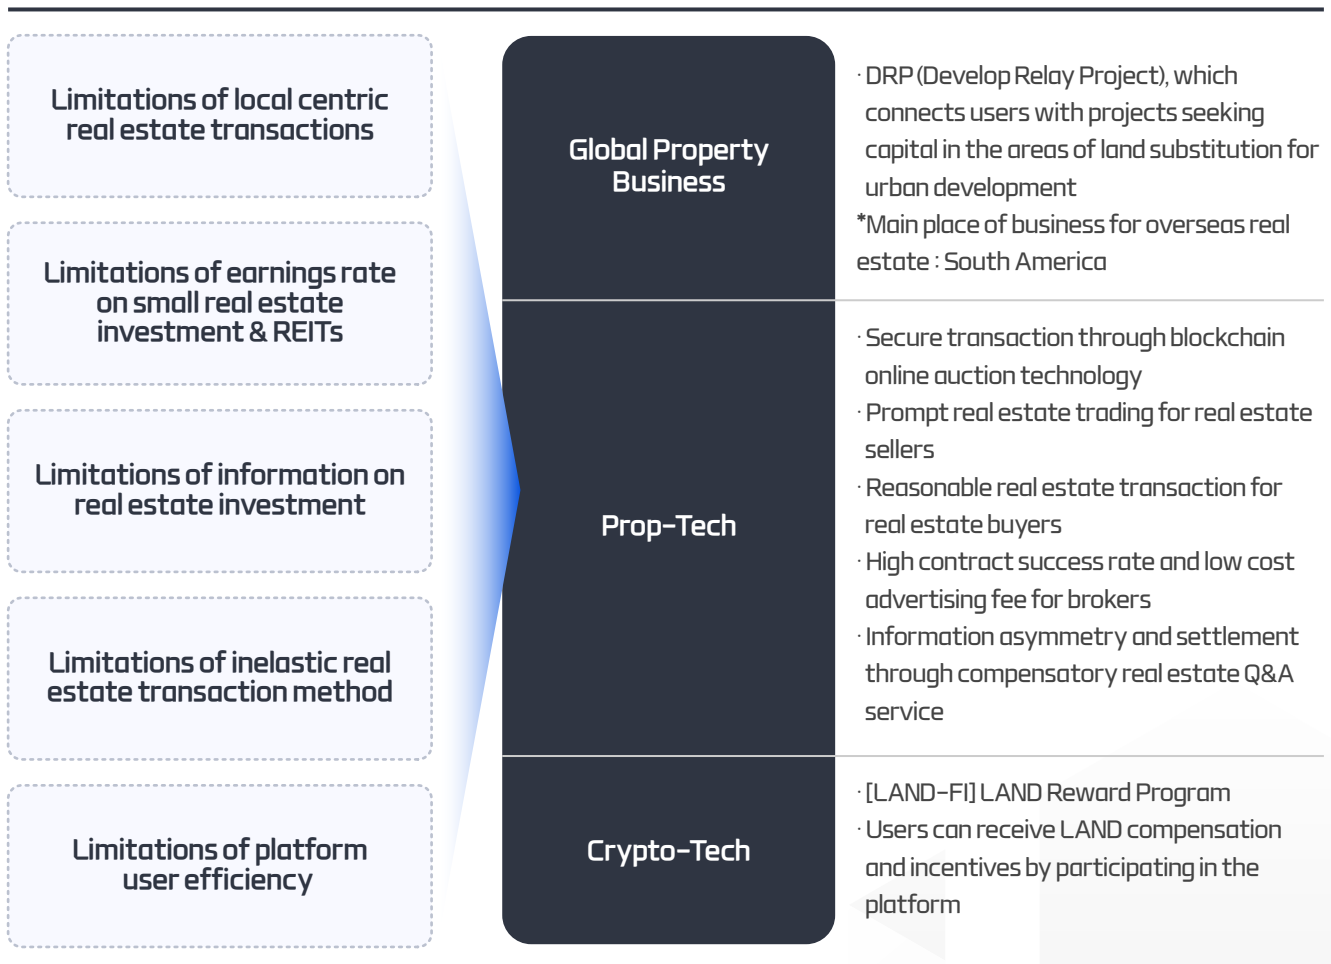 Limitations of local centric
real estate transactions
Limitations of earnings rate
on small real estate
investment & REITs
Limitations of information on
real estate investment
Limitations of inelastic real
estate transaction method
Limitations of platform
user efficiency
Global Property
Business
· DRP (Develop Relay Project), which
connects users with projects seeking
capital in the areas of land substitution for
urban development
*Main place of business for overseas real
estate : South America
Prop-Tech
· Secure transaction through blockchain
online auction technology
· Prompt real estate trading for real estate
sellers
· Reasonable real estate transaction for
real estate buyers
· High contract success rate and low cost
advertising fee for brokers
· Information asymmetry and settlement
through compensatory real estate Q&A
service
Crypto-Tech
· [LAND-FI] LAND Reward Program
· Users can receive LAND compensation
and incentives by participating in the
platform